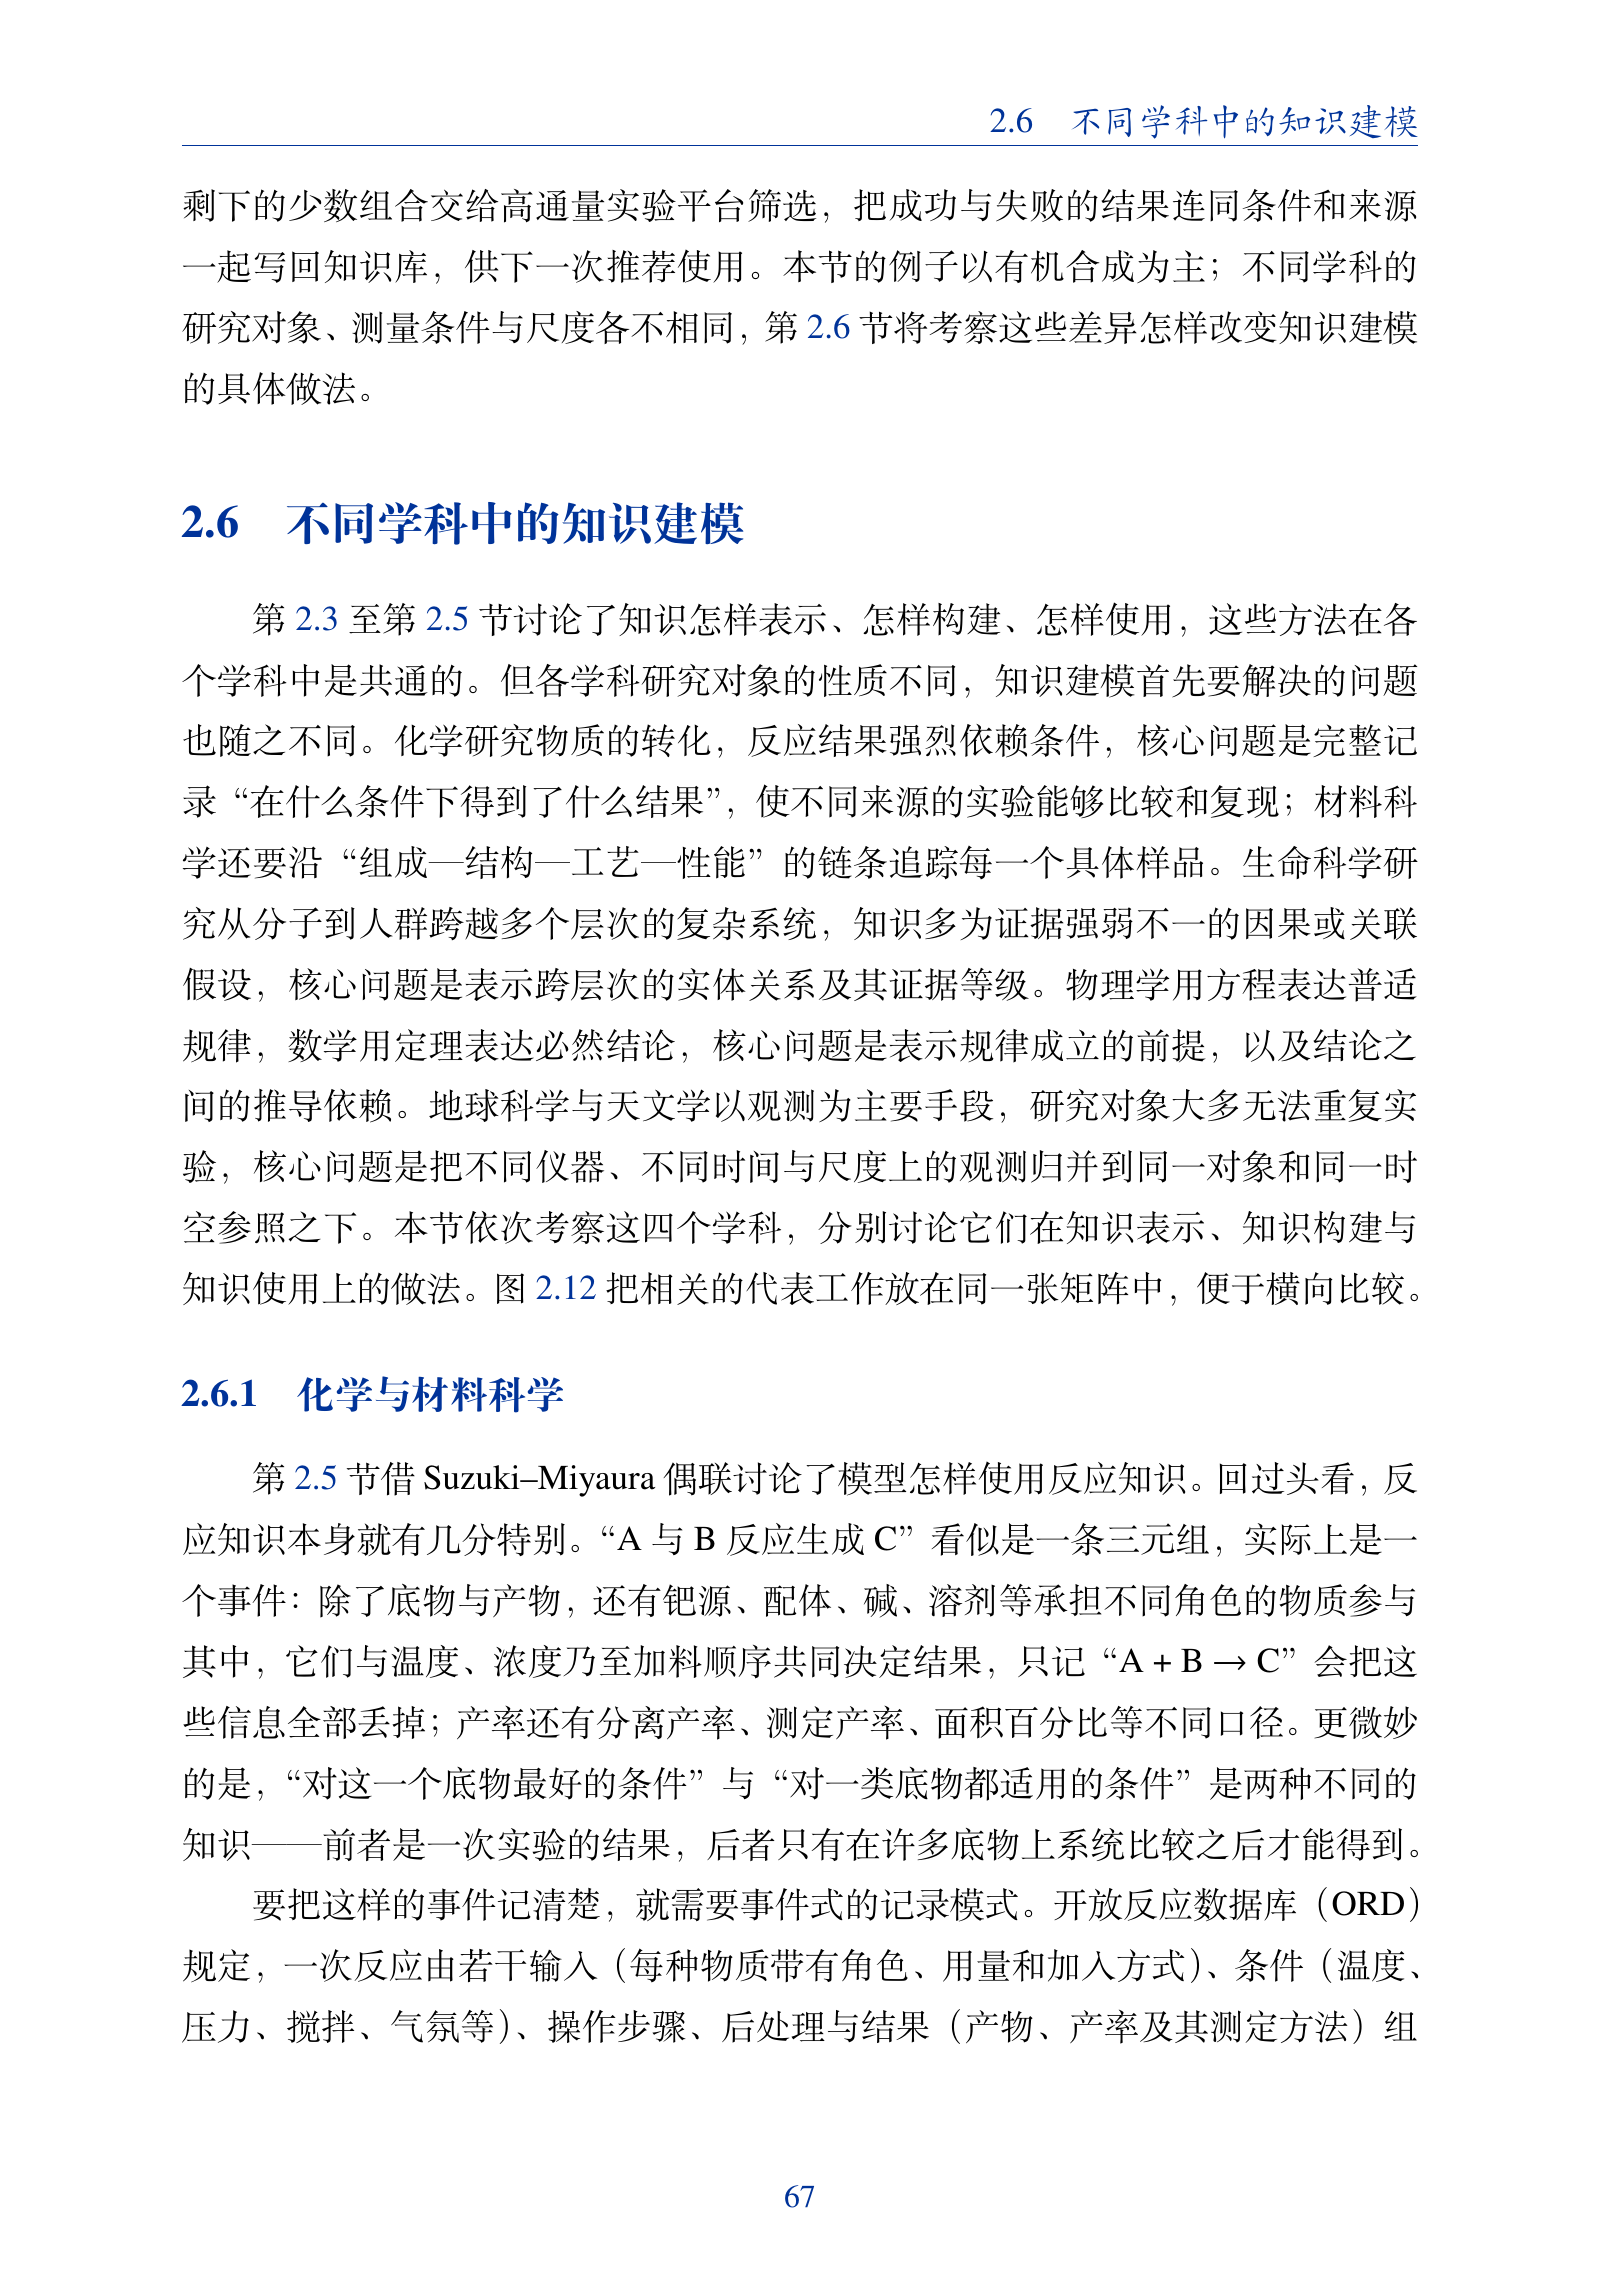 2.6 不同学科中的知识建模
剩下的少数组合交给高通量实验平台筛选，把成功与失败的结果连同条件和来源
一起写回知识库，供下一次推荐使用。本节的例子以有机合成为主；不同学科的
研究对象、测量条件与尺度各不相同，第 2.6 节将考察这些差异怎样改变知识建模
的具体做法。
2.6 不同学科中的知识建模
第 2.3 至第 2.5 节讨论了知识怎样表示、怎样构建、怎样使用，这些方法在各
个学科中是共通的。但各学科研究对象的性质不同，知识建模首先要解决的问题
也随之不同。化学研究物质的转化，反应结果强烈依赖条件，核心问题是完整记
录“在什么条件下得到了什么结果”，使不同来源的实验能够比较和复现；材料科
学还要沿“组成—结构—工艺—性能”的链条追踪每一个具体样品。生命科学研
究从分子到人群跨越多个层次的复杂系统，知识多为证据强弱不一的因果或关联
假设，核心问题是表示跨层次的实体关系及其证据等级。物理学用方程表达普适
规律，数学用定理表达必然结论，核心问题是表示规律成立的前提，以及结论之
间的推导依赖。地球科学与天文学以观测为主要手段，研究对象大多无法重复实
验，核心问题是把不同仪器、不同时间与尺度上的观测归并到同一对象和同一时
空参照之下。本节依次考察这四个学科，分别讨论它们在知识表示、知识构建与
知识使用上的做法。图 2.12 把相关的代表工作放在同一张矩阵中，便于横向比较。
2.6.1 化学与材料科学
第 2.5 节借 Suzuki–Miyaura 偶联讨论了模型怎样使用反应知识。回过头看，反
应知识本身就有几分特别。“A 与 B 反应生成 C”看似是一条三元组，实际上是一
个事件：除了底物与产物，还有钯源、配体、碱、溶剂等承担不同角色的物质参与
其中，它们与温度、浓度乃至加料顺序共同决定结果，只记“A + B → C”会把这
些信息全部丢掉；产率还有分离产率、测定产率、面积百分比等不同口径。更微妙
的是，“对这一个底物最好的条件”与“对一类底物都适用的条件”是两种不同的
知识——前者是一次实验的结果，后者只有在许多底物上系统比较之后才能得到。
要把这样的事件记清楚，就需要事件式的记录模式。开放反应数据库（ORD）
规定，一次反应由若干输入（每种物质带有角色、用量和加入方式）、条件（温度、
压力、搅拌、气氛等）、操作步骤、后处理与结果（产物、产率及其测定方法）组
67